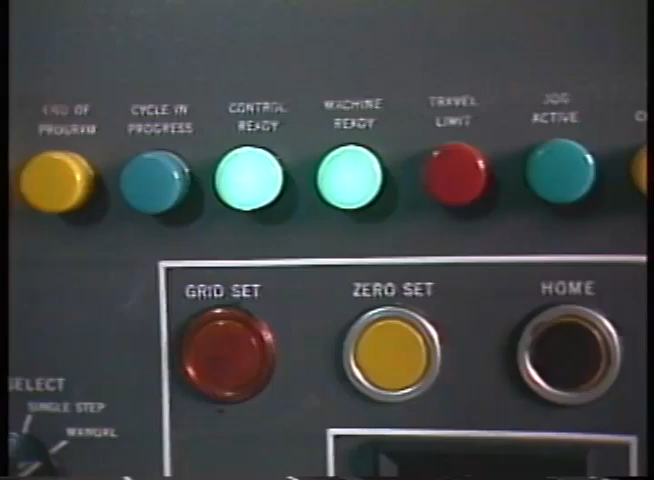 END OF
PROGRAM
CYCLE IN
PROGRESS
CONTROL
READY
MACHINE
READY
TRAVEL
LIMIT
JOG
ACTIVE
GRID SET
ZERO SET
HOME
SELECT
SINGLE STEP
MANUAL